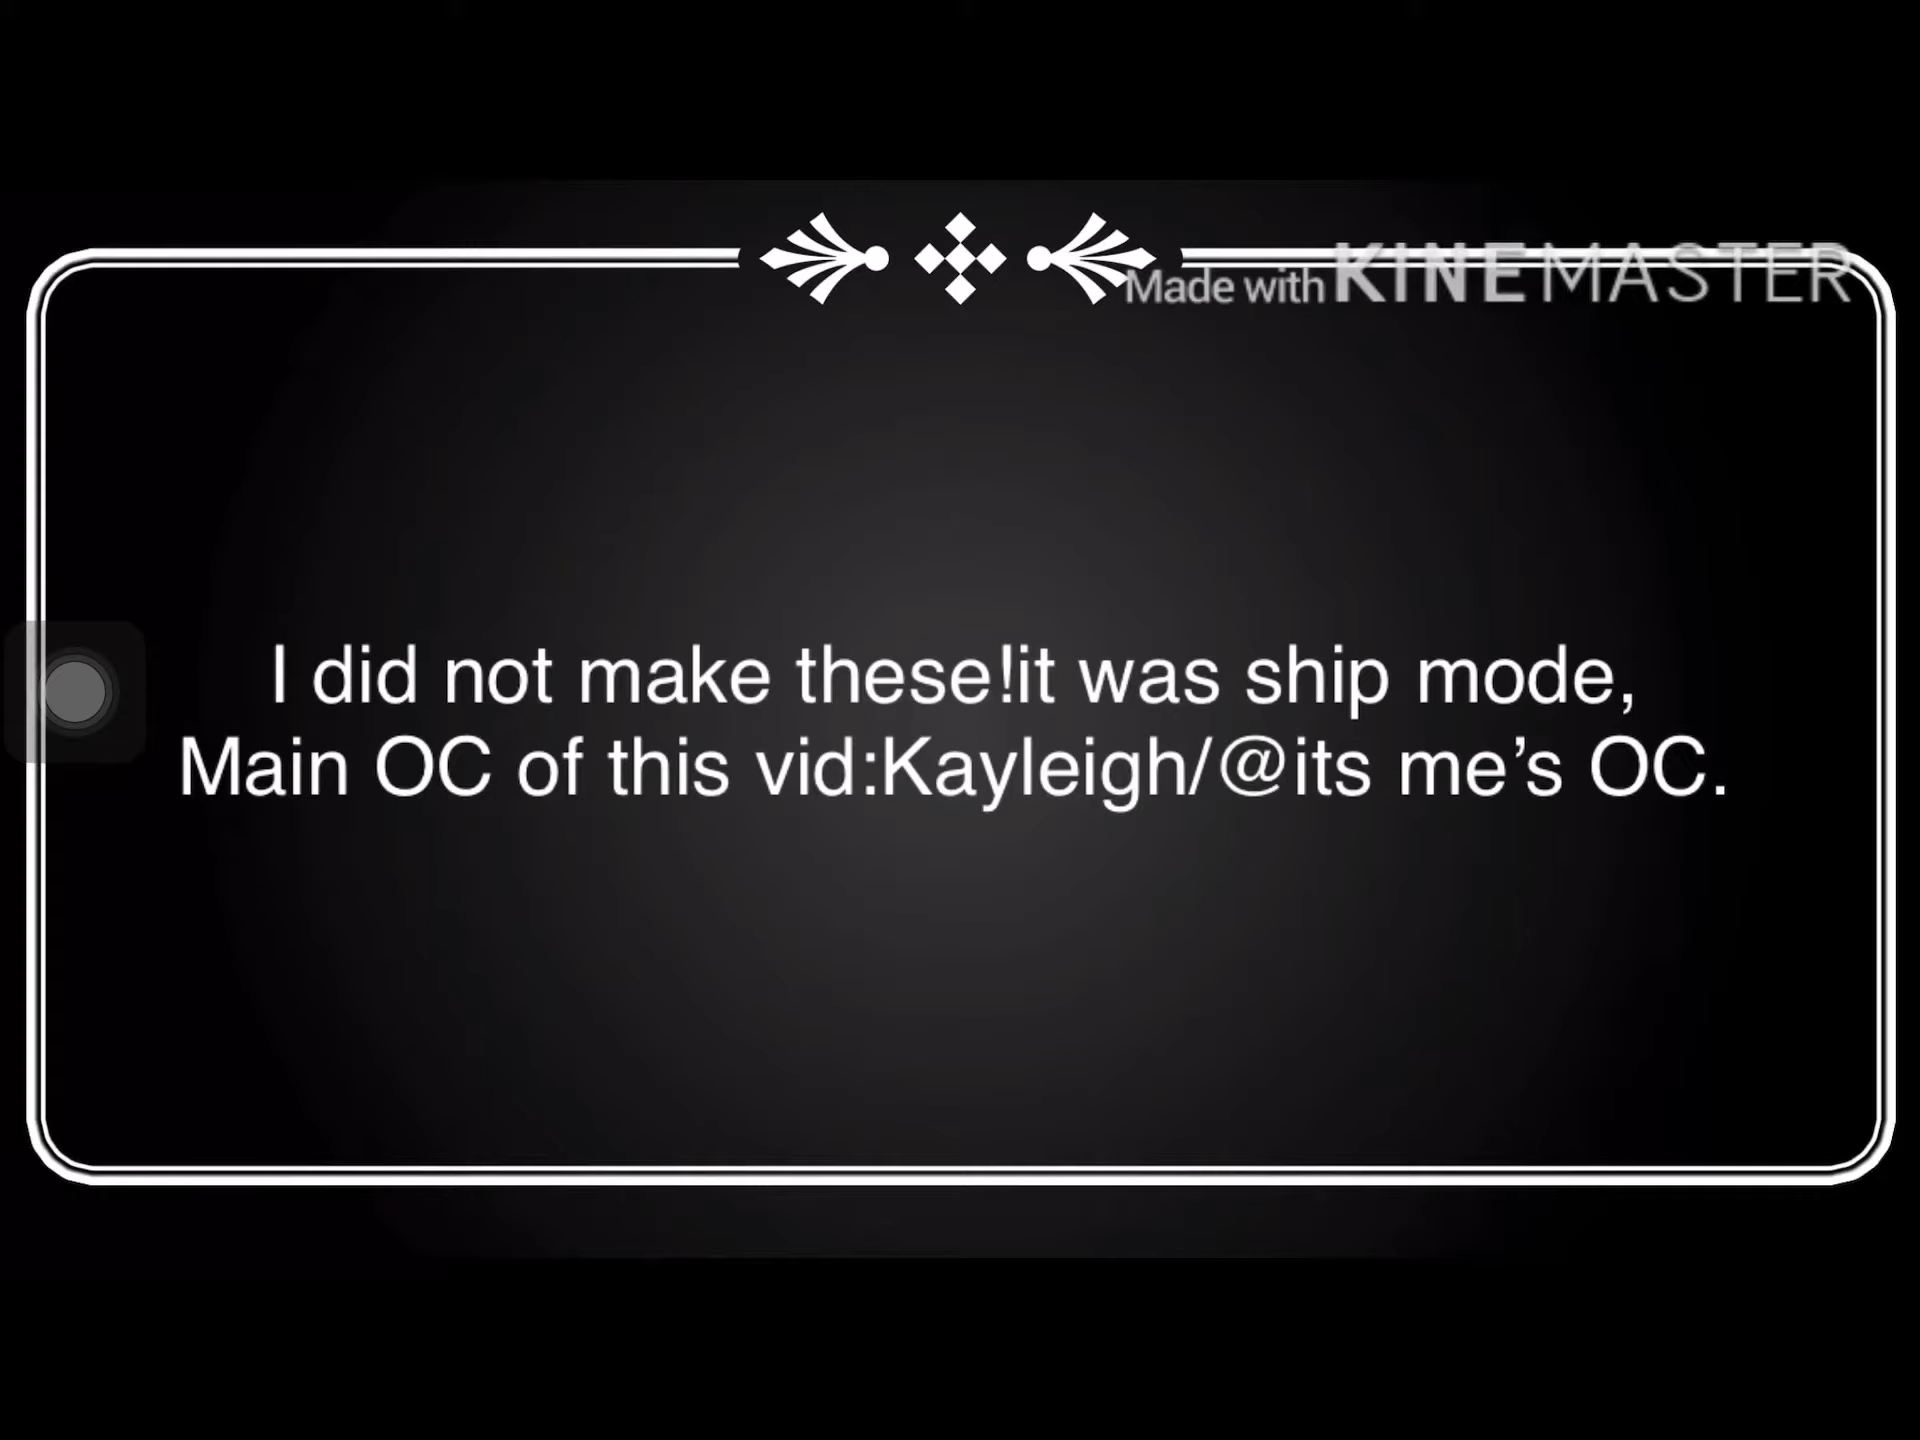 Made with KINEMASTER
I did not make these!it was ship mode,
Main OC of this vid:Kayleigh/@its me’s OC.